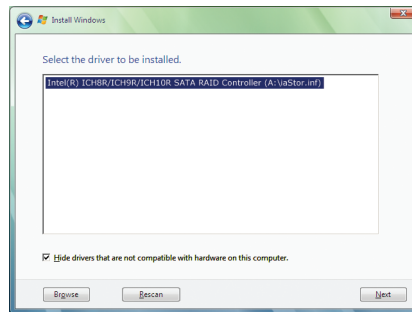 Install Windows
Select the driver to be installed.
Intel(R) ICH8R/ICH9R/ICH10R SATA RAID Controller (A:\iaStor.inf)
Hide drivers that are not compatible with hardware on this computer.
Browse Rescan Next